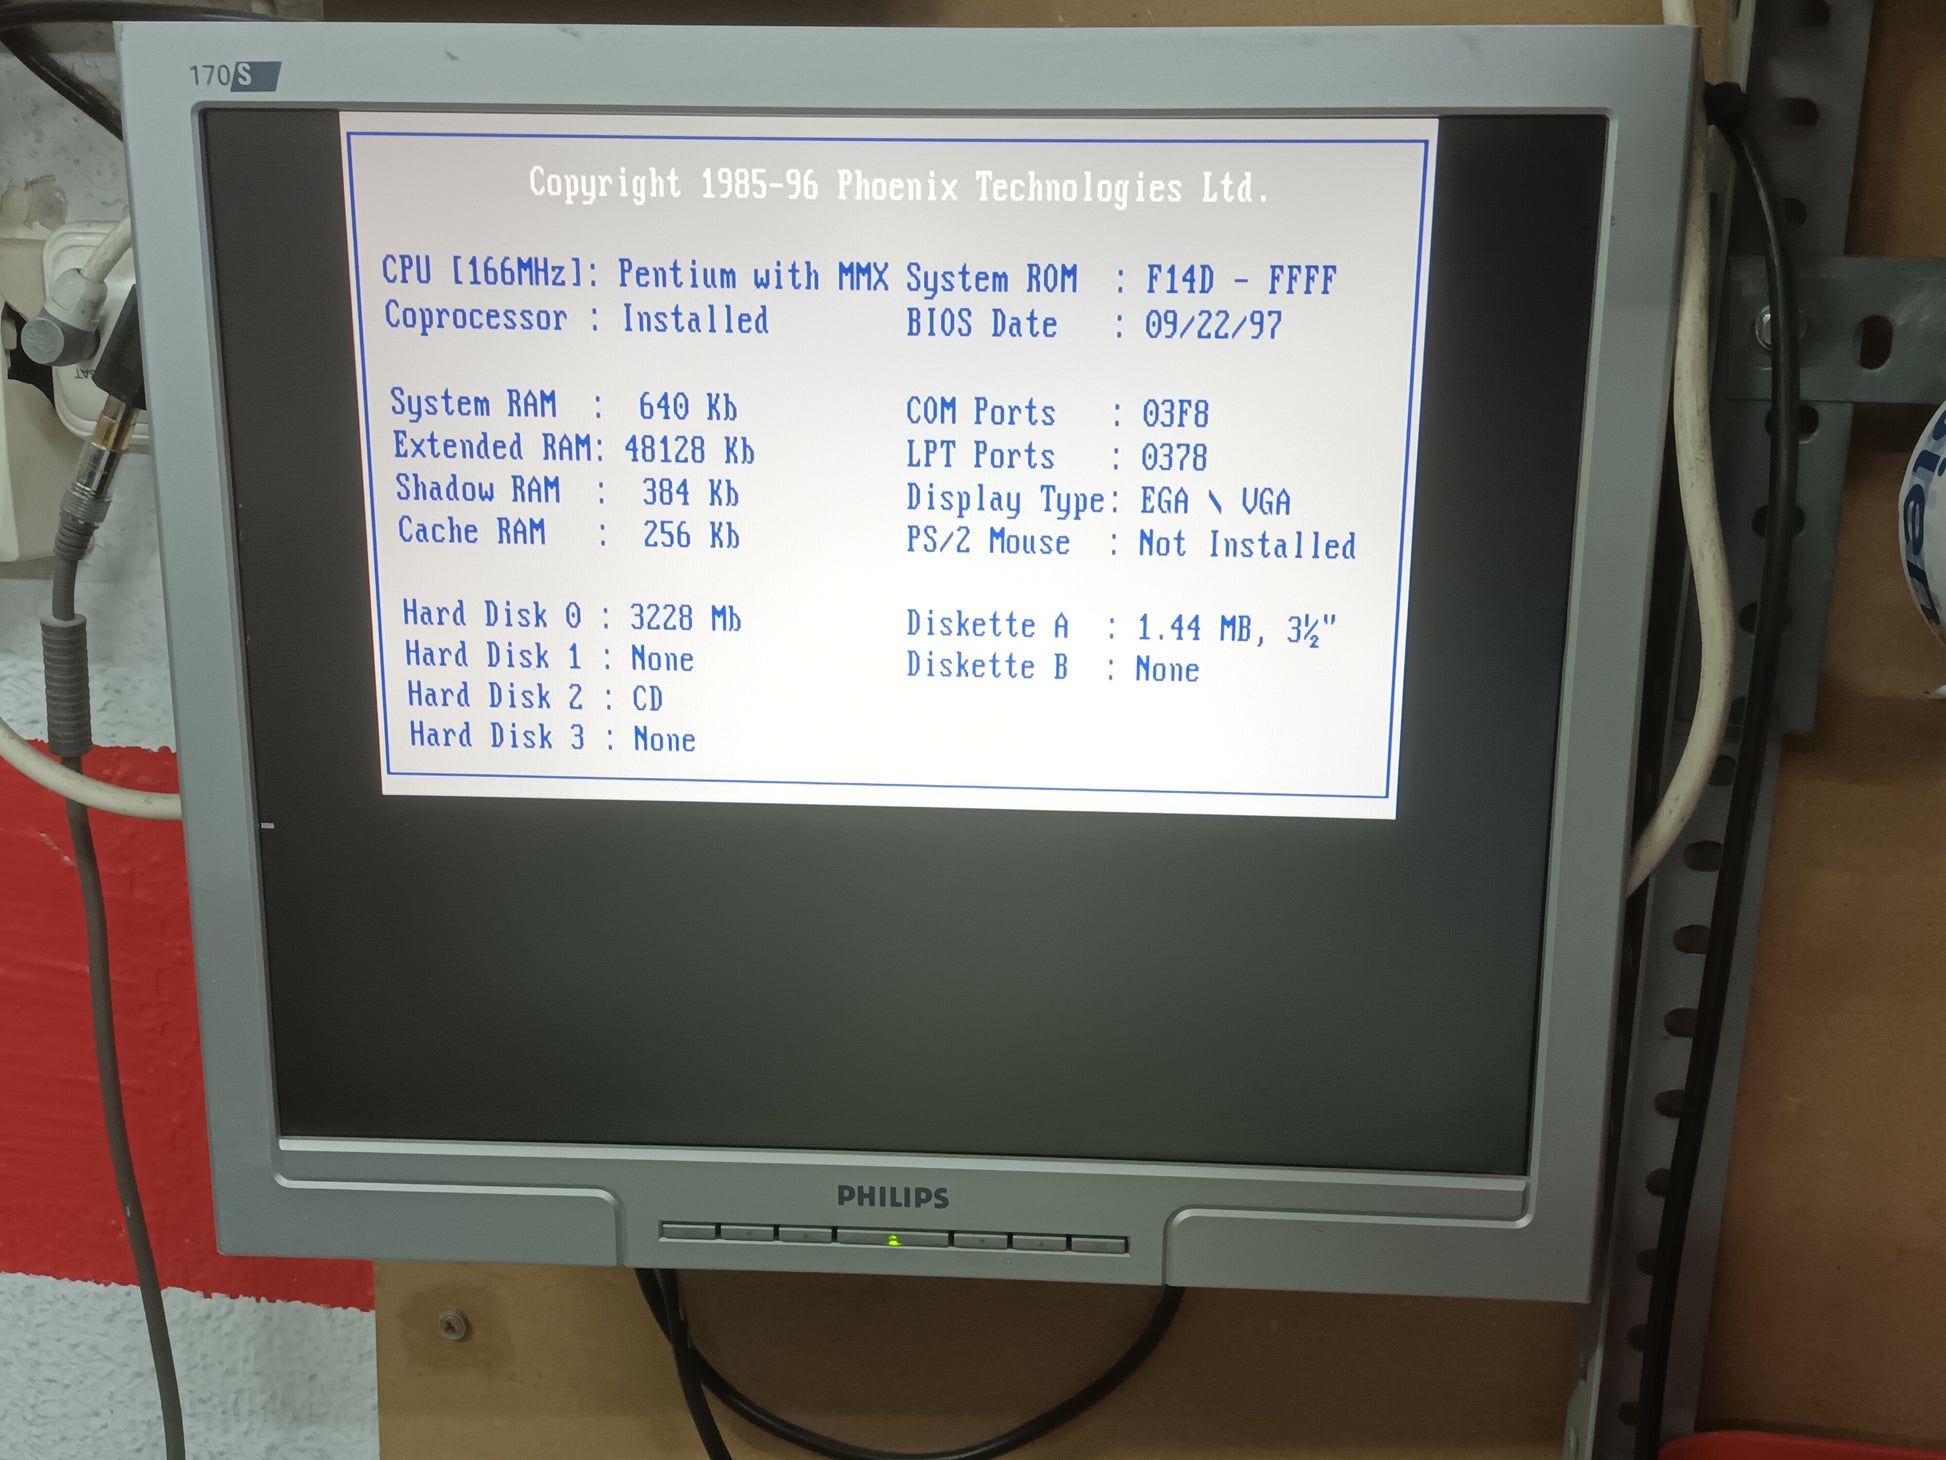 170S
Copyright 1985-96 Phoenix Technologies Ltd.
CPU [166MHz]: Pentium with MMX System ROM : F14D - FFFF
Coprocessor : Installed BIOS Date : 09/22/97
System RAM : 640 Kb COM Ports : 03F8
Extended RAM: 48128 Kb LPT Ports : 0378
Shadow RAM : 384 Kb Display Type: EGA \ VGA
Cache RAM : 256 Kb PS/2 Mouse : Not Installed
Hard Disk 0 : 3228 Mb Diskette A : 1.44 MB, 3½"
Hard Disk 1 : None Diskette B : None
Hard Disk 2 : CD
Hard Disk 3 : None
PHILIPS